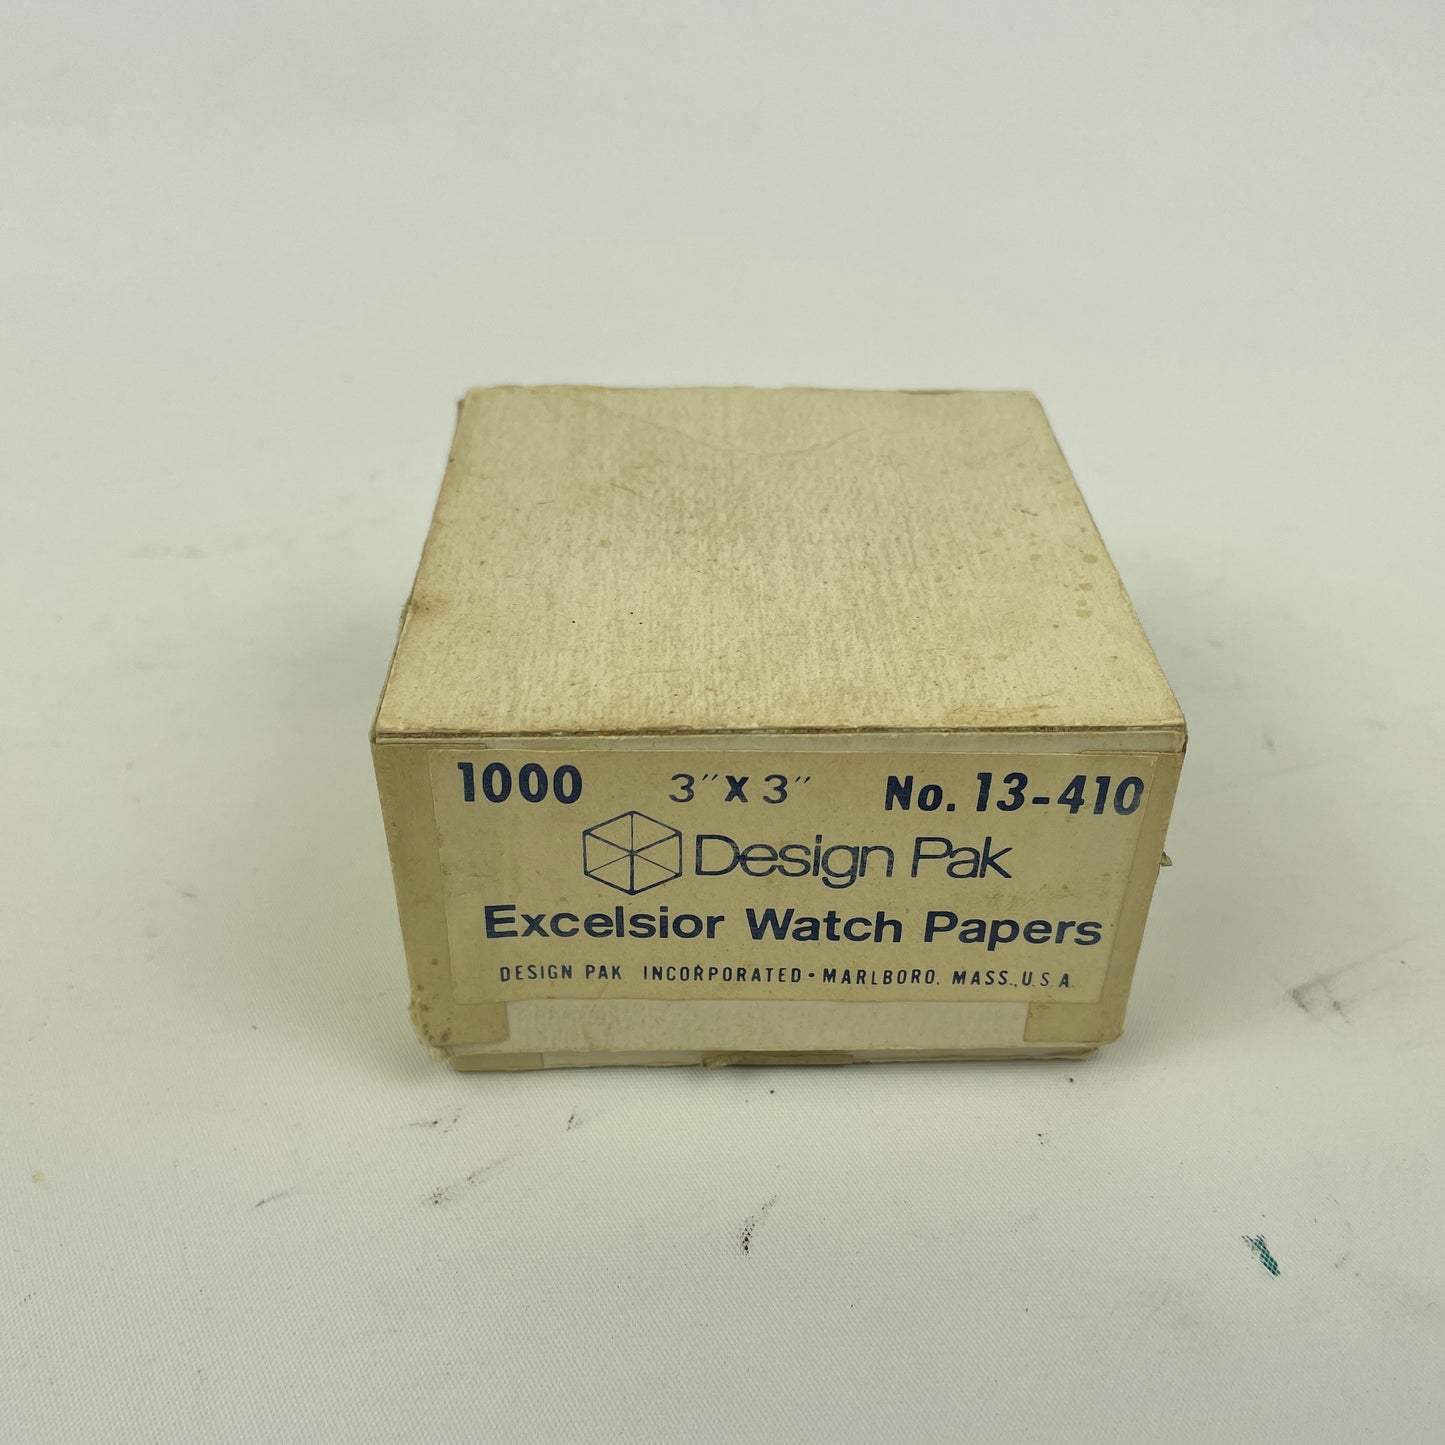 1000 3" X 3" No. 13-410
Design Pak
Excelsior Watch Papers
DESIGN PAK INCORPORATED • MARLBORO, MASS., U.S.A.